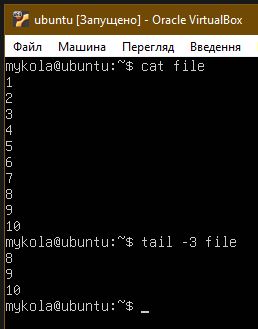 ubuntu [Запущено] - Oracle VirtualBox
Файл Машина Перегляд Введення
mykola@ubuntu:~$ cat file
1
2
3
4
5
6
7
8
9
10
mykola@ubuntu:~$ tail -3 file
8
9
10
mykola@ubuntu:~$ _